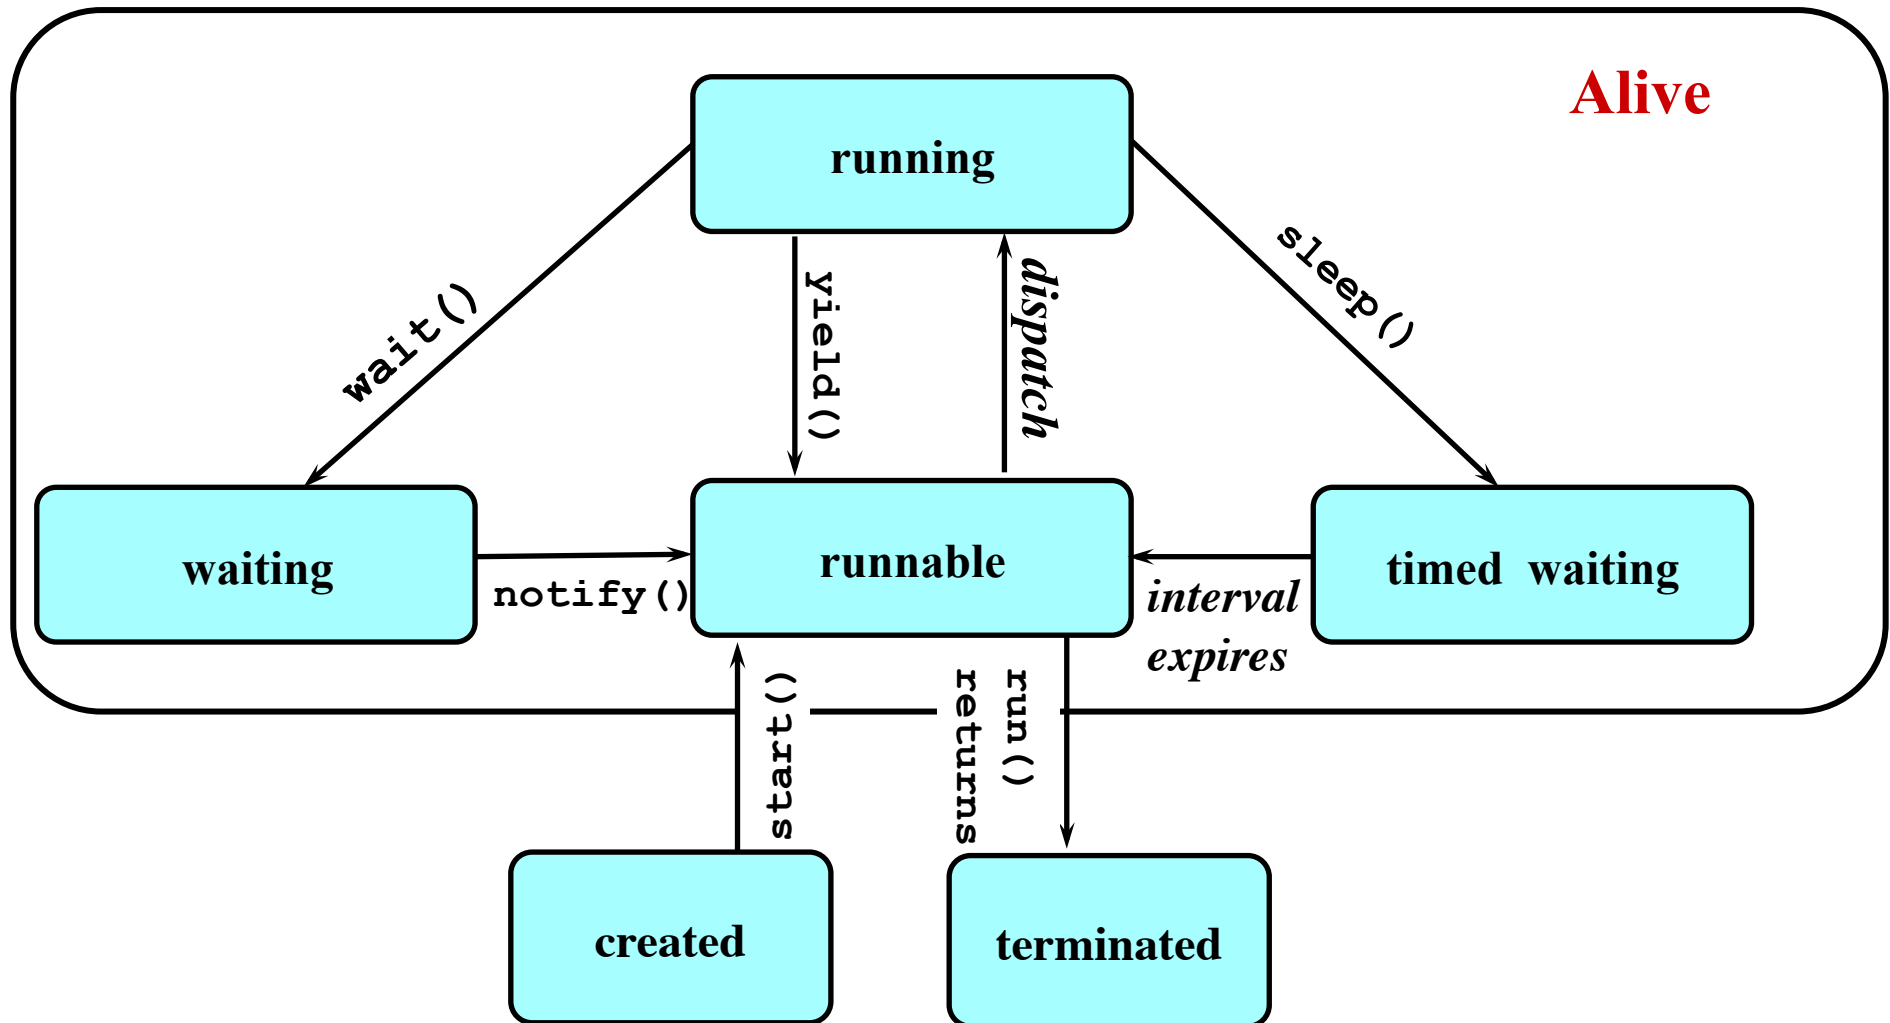 Alive
running
wait()
yield()
dispatch
sleep()
waiting
notify()
runnable
interval
expires
timed waiting
start()
run()
returns
created
terminated